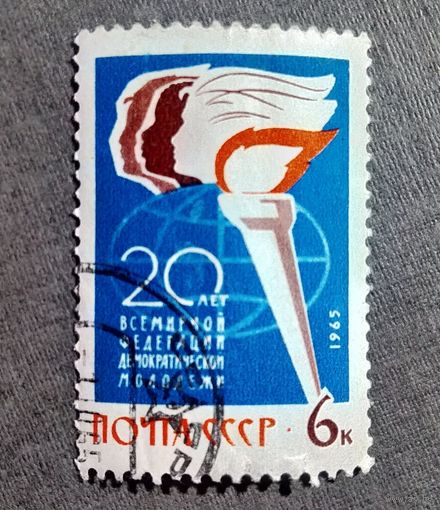 20 ЛЕТ
ВСЕМИРНОЙ
ФЕДЕРАЦИИ
ДЕМОКРАТИЧЕСКОЙ
МОЛОДЕЖИ
1965
ПОЧТА СССР · 6К